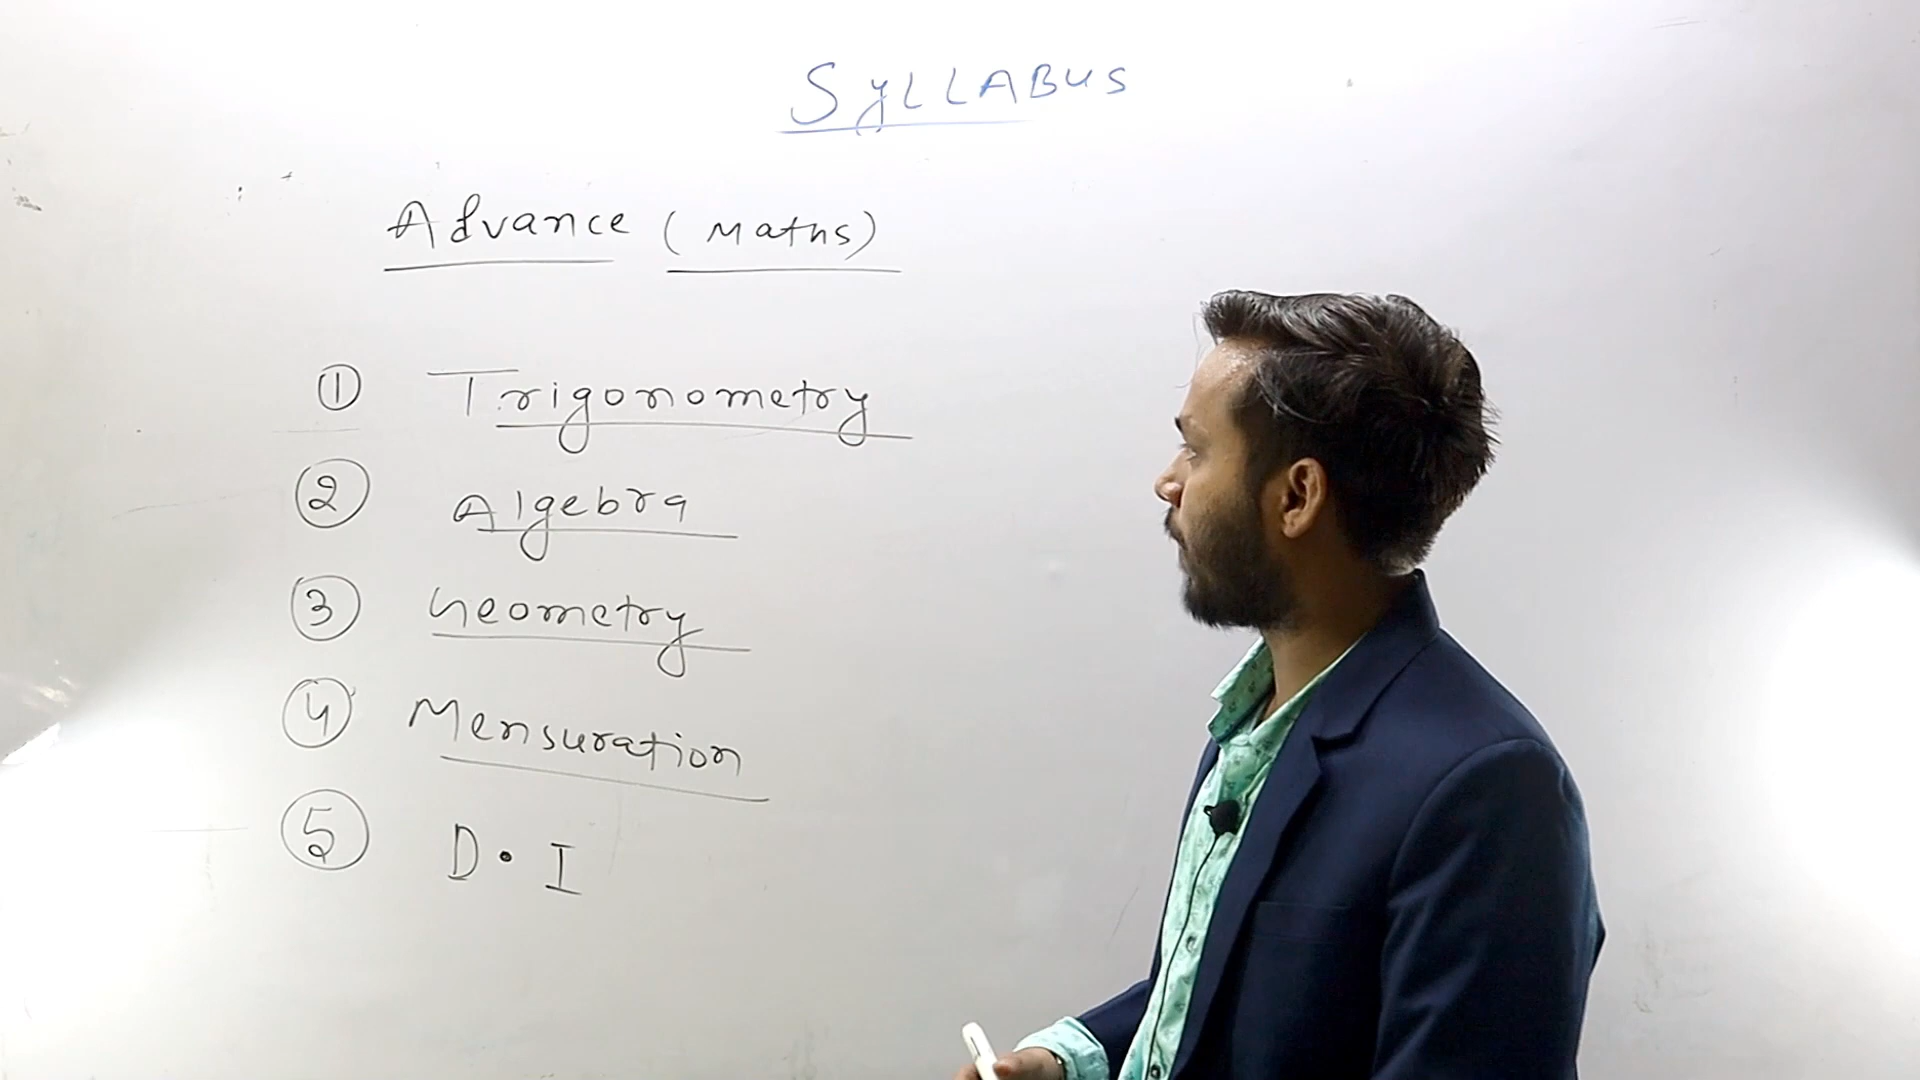 SyLLABUS
Advance (Maths)
① Trigonometry
② Algebra
③ Geometry
④ Mensuration
⑤ D. I